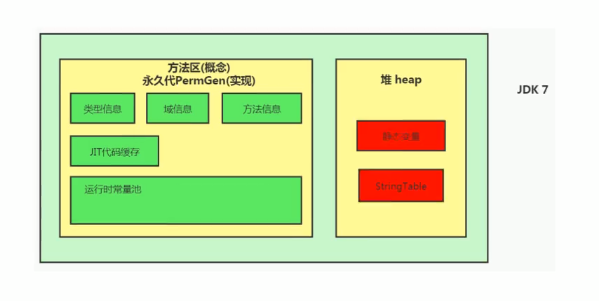 方法区(概念)
永久代PermGen(实现)
堆 heap
JDK 7
类型信息
域信息
方法信息
静态变量
JIT代码缓存
StringTable
运行时常量池